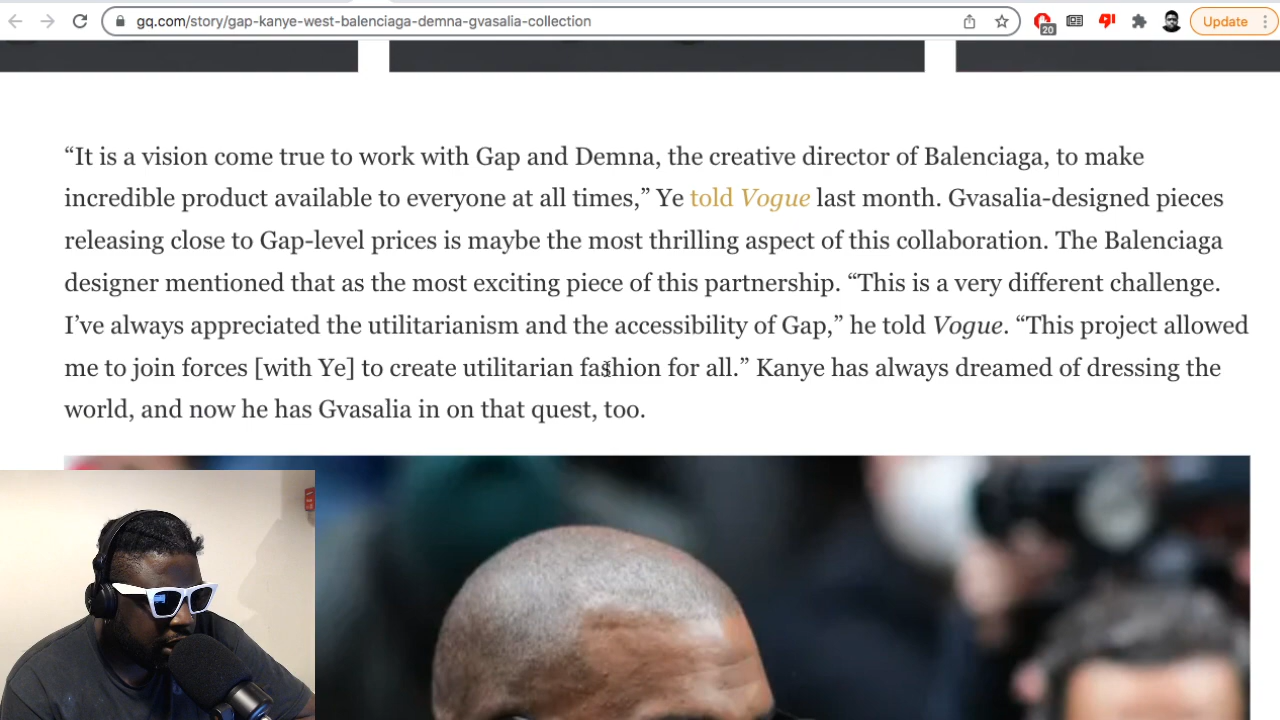 gq.com/story/gap-kanye-west-balenciaga-demna-gvasalia-collection
20
Update
“It is a vision come true to work with Gap and Demna, the creative director of Balenciaga, to make
incredible product available to everyone at all times,” Ye told Vogue last month. Gvasalia-designed pieces
releasing close to Gap-level prices is maybe the most thrilling aspect of this collaboration. The Balenciaga
designer mentioned that as the most exciting piece of this partnership. “This is a very different challenge.
I’ve always appreciated the utilitarianism and the accessibility of Gap,” he told Vogue. “This project allowed
me to join forces [with Ye] to create utilitarian fashion for all.” Kanye has always dreamed of dressing the
world, and now he has Gvasalia in on that quest, too.